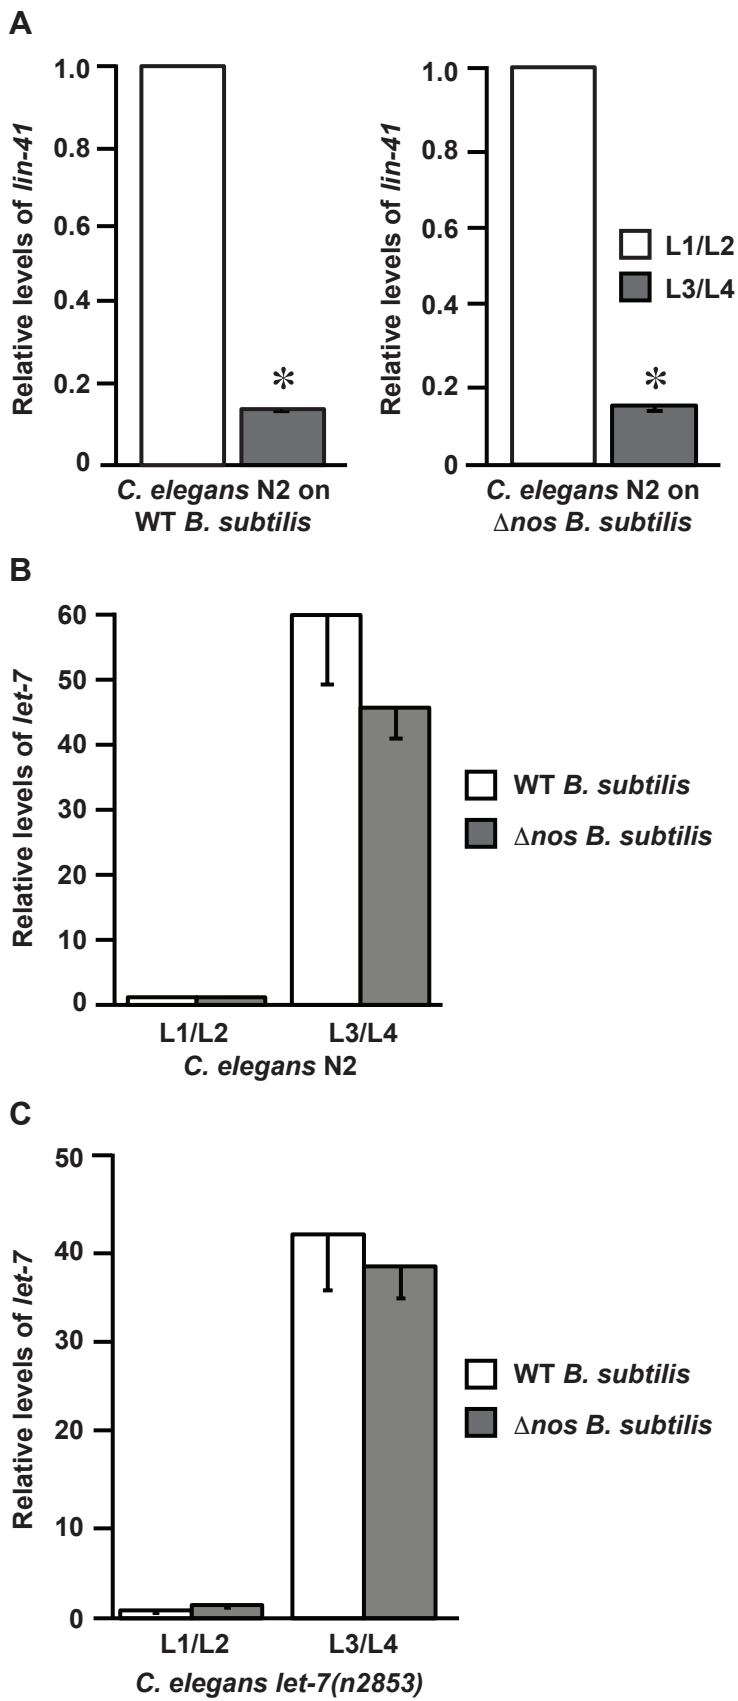 A
Relative levels of lin-41
1.0
0.8
0.6
0.4
0.2
0
*
C. elegans N2 on
WT B. subtilis
Relative levels of lin-41
1.0
0.8
0.6
0.4
0.2
0
*
L1/L2
L3/L4
C. elegans N2 on
Δnos B. subtilis
B
Relative levels of let-7
60
50
40
30
20
10
0
L1/L2
L3/L4
C. elegans N2
WT B. subtilis
Δnos B. subtilis
C
Relative levels of let-7
50
40
30
20
10
0
L1/L2
L3/L4
C. elegans let-7(n2853)
WT B. subtilis
Δnos B. subtilis